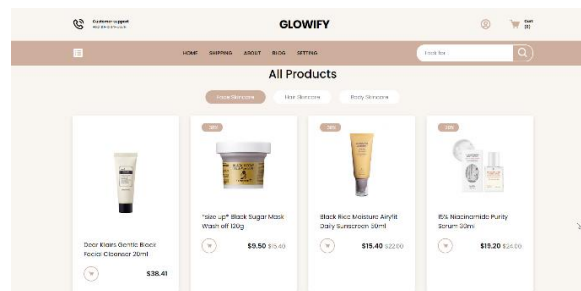 Customer support
GLOWIFY
Cart
HOME SHIPPING ABOUT BLOG SETTING
All Products
Face Skincare Hair Skincare Body Skincare
Dear Klairs Gentle Black
Facial Cleanser 20ml
$38.41
*size up* Black Sugar Mask
Wash off 120g
$9.50
Black Rice Moisture Airyfit
Daily Sunscreen 50ml
$15.40 $22.00
15% Niacinamide Purity
Serum 30ml
$19.20 $24.00